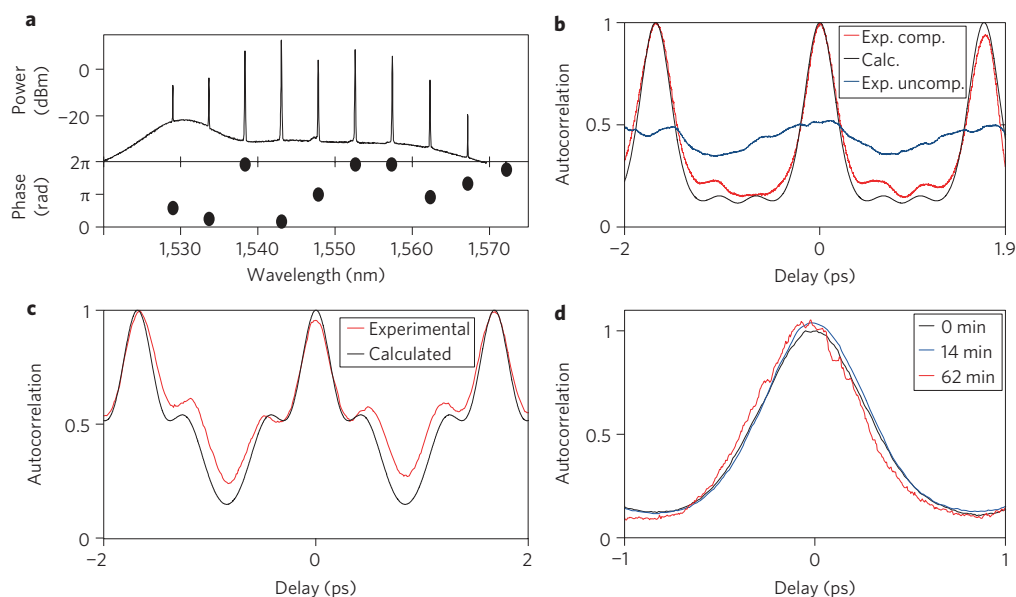 a
Power
(dBm)
0
−20
Phase
(rad)
2π
π
0
1,530
1,540
1,550
1,560
1,570
Wavelength (nm)
b
Autocorrelation
1
0.5
0
Exp. comp.
Calc.
Exp. uncomp.
−2
0
1.9
Delay (ps)
c
Autocorrelation
1
0.5
0
Experimental
Calculated
−2
0
2
Delay (ps)
d
Autocorrelation
1
0.5
0
0 min
14 min
62 min
−1
0
1
Delay (ps)